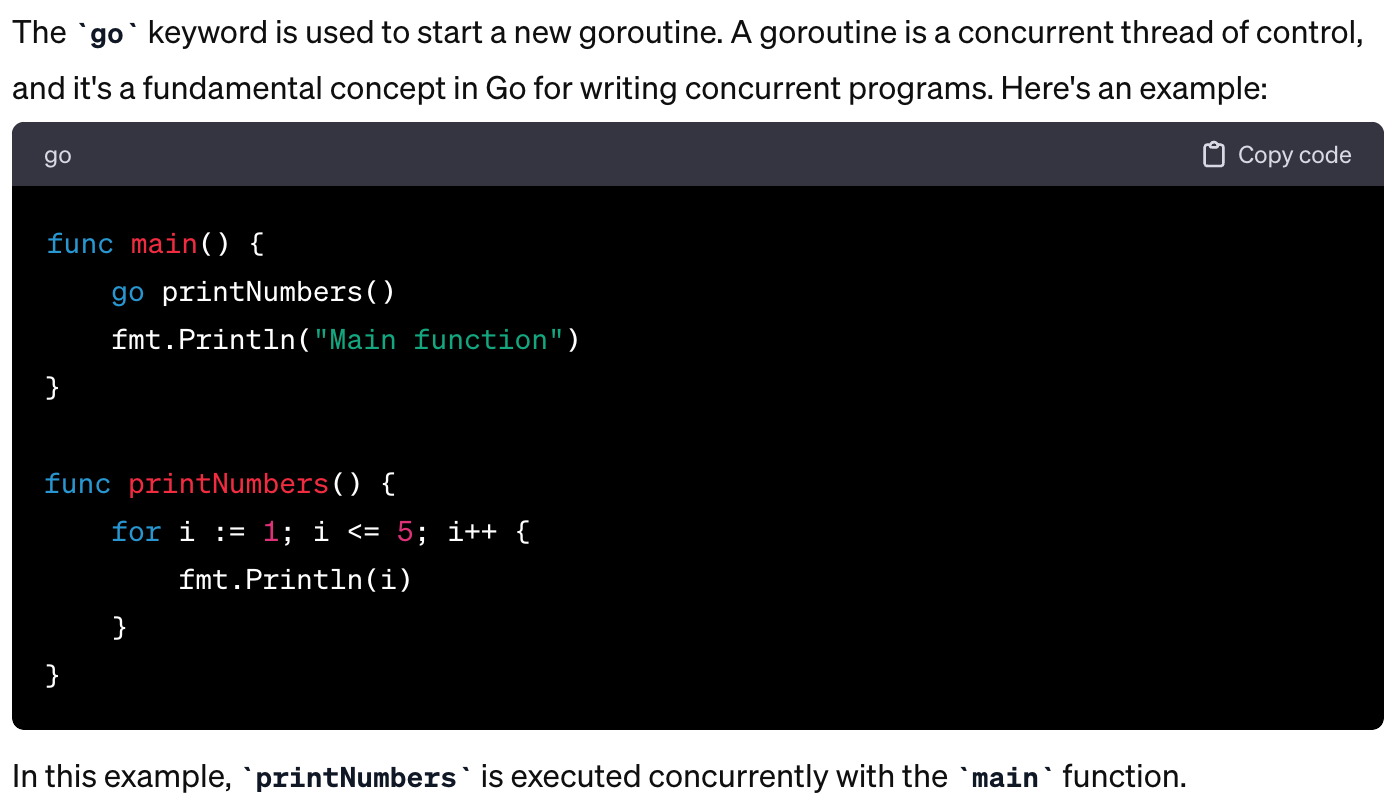 The `go` keyword is used to start a new goroutine. A goroutine is a concurrent thread of control,
and it's a fundamental concept in Go for writing concurrent programs. Here's an example:
go Copy code
func main() {
    go printNumbers()
    fmt.Println("Main function")
}

func printNumbers() {
    for i := 1; i <= 5; i++ {
        fmt.Println(i)
    }
}
In this example, `printNumbers` is executed concurrently with the `main` function.